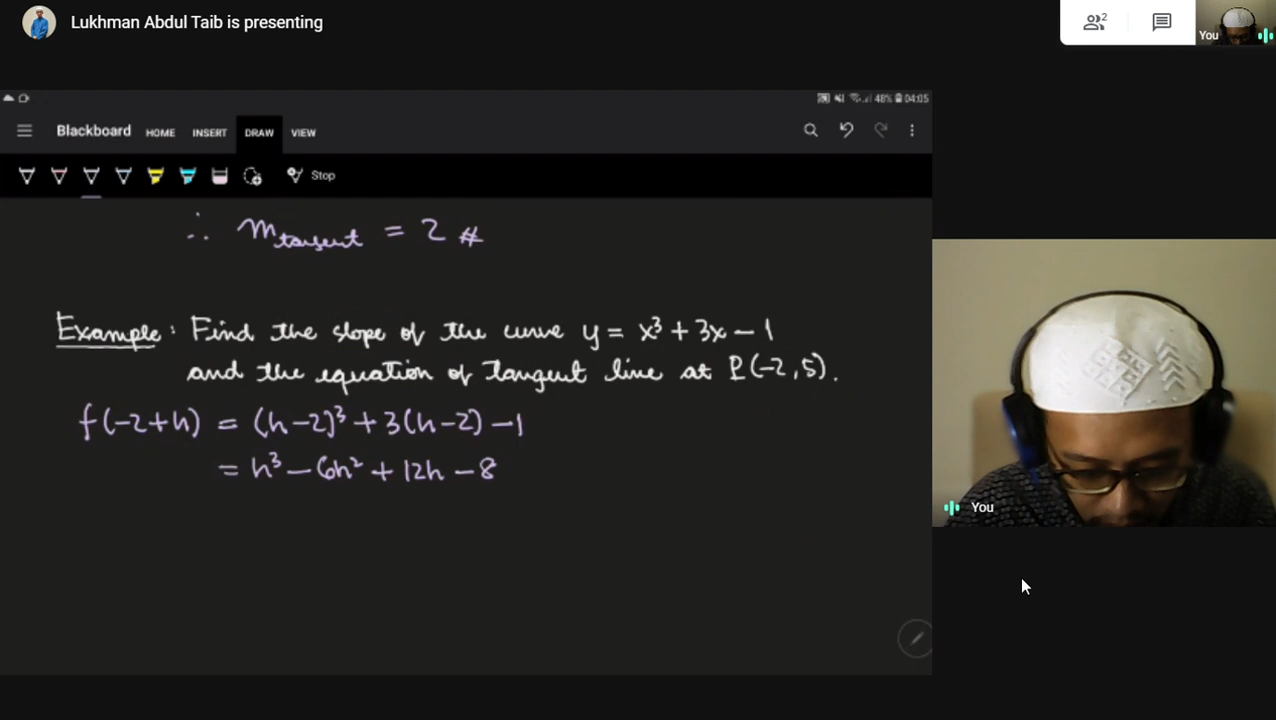 Lukhman Abdul Taib is presenting
2
You
48% 04:05
Blackboard HOME INSERT DRAW VIEW
Stop
∴ m_tangent = 2 #
Example: Find the slope of the curve y = x³ + 3x − 1
and the equation of tangent line at P(−2, 5).
f(−2+h) = (h−2)³ + 3(h−2) −1
= h³ − 6h² + 12h − 8
You